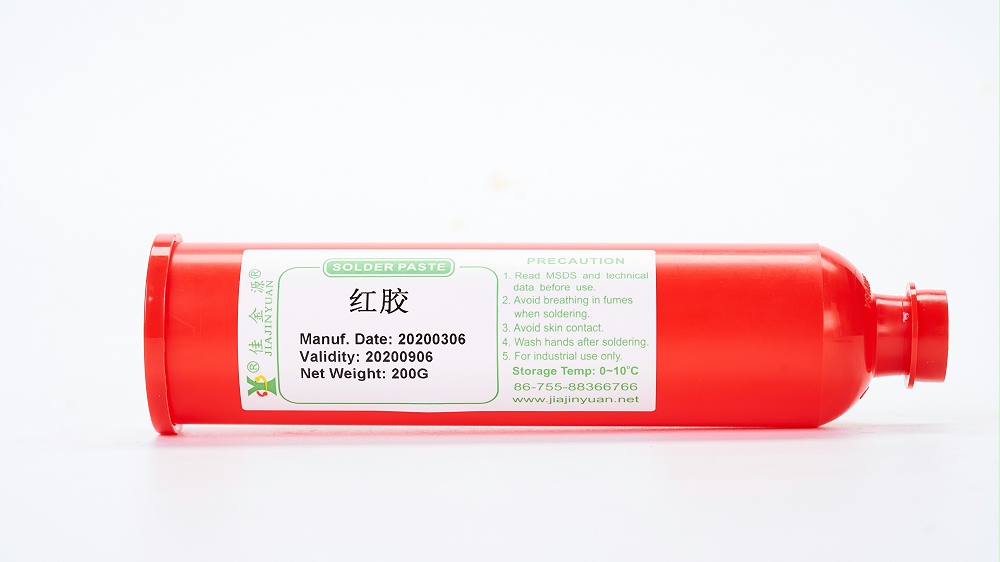 佳金源®
JIAJINYUAN
®
SOLDER PASTE
红胶
Manuf. Date: 20200306
Validity: 20200906
Net Weight: 200G
PRECAUTION
1. Read MSDS and technical
data before use.
2. Avoid breathing in fumes
when soldering.
3. Avoid skin contact.
4. Wash hands after soldering.
5. For industrial use only.
Storage Temp: 0~10°C
86-755-88366766
www.jiajinyuan.net